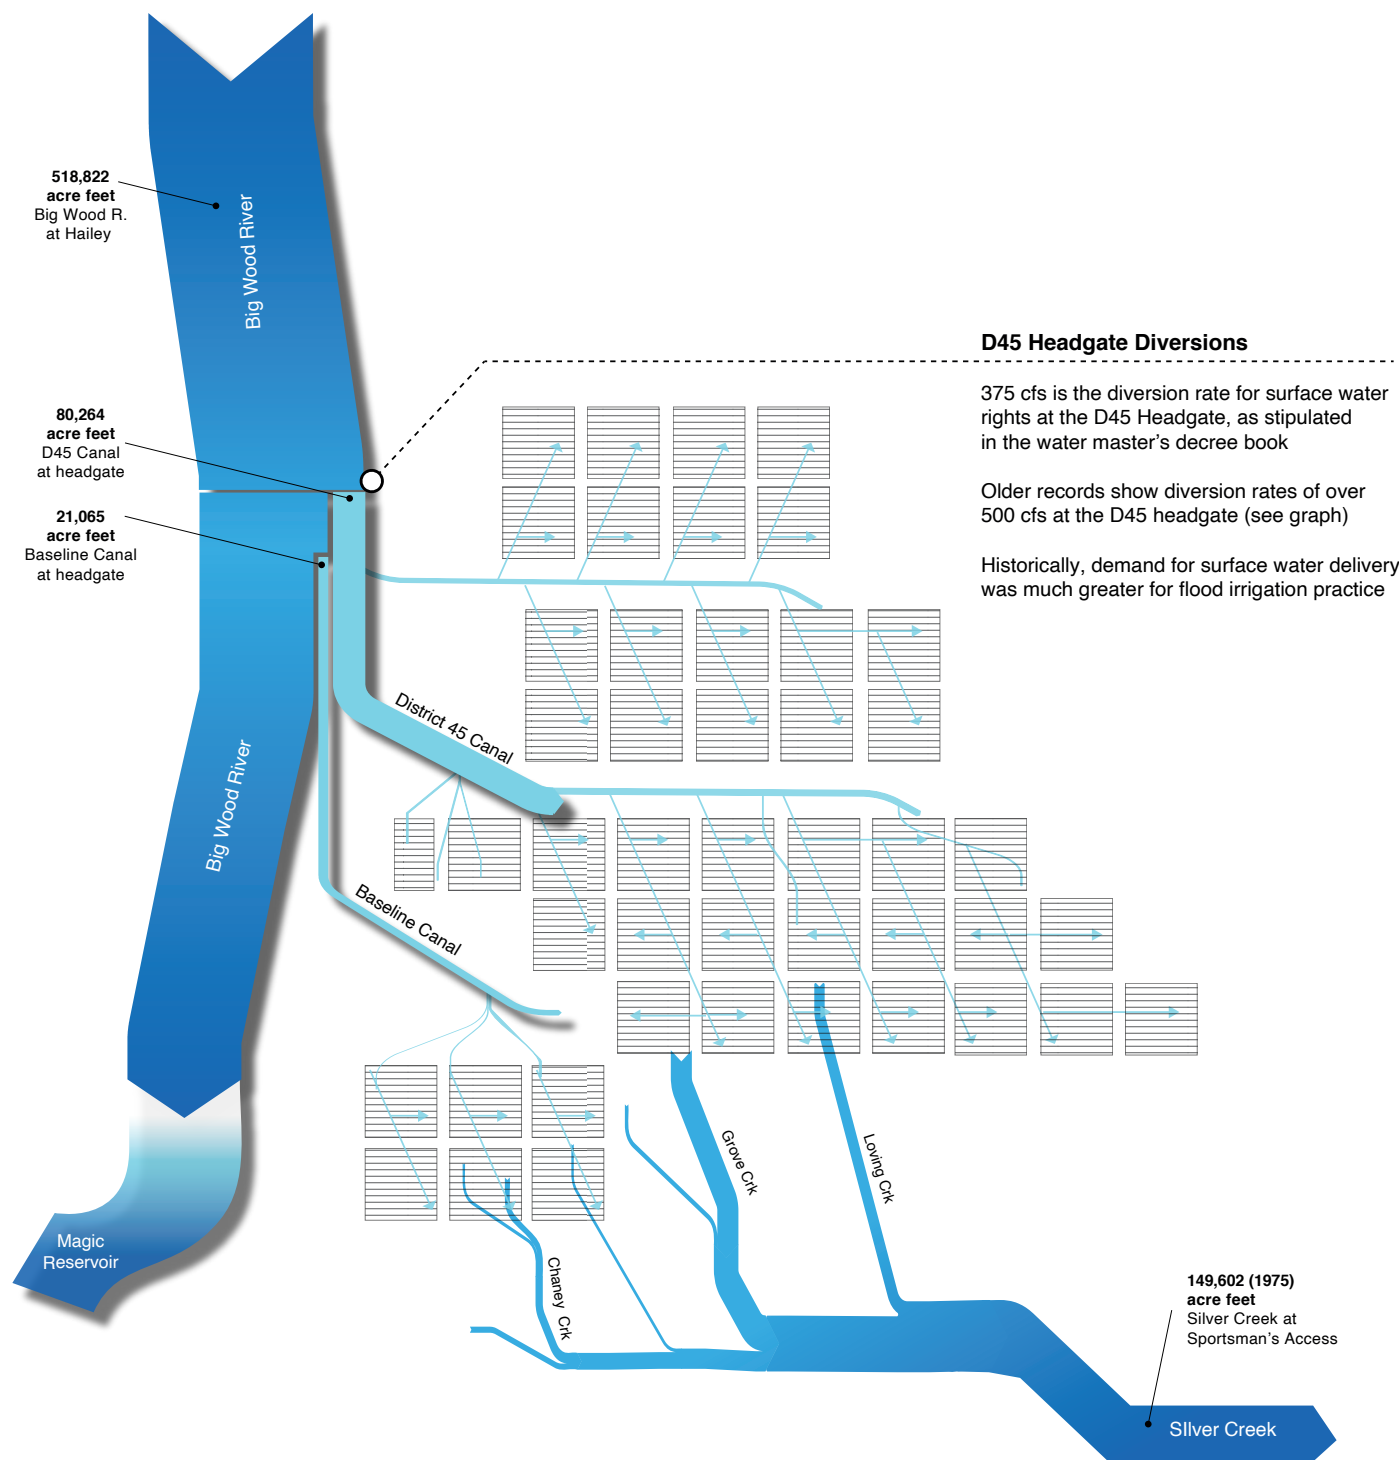 518,822
acre feet
Big Wood R.
at Hailey
Big Wood River
D45 Headgate Diversions
375 cfs is the diversion rate for surface water
rights at the D45 Headgate, as stipulated
in the water master's decree book
Older records show diversion rates of over
500 cfs at the D45 headgate (see graph)
Historically, demand for surface water delivery
was much greater for flood irrigation practice
80,264
acre feet
D45 Canal
at headgate
21,065
acre feet
Baseline Canal
at headgate
District 45 Canal
Big Wood River
Baseline Canal
Grove Crk
Loving Crk
Chaney Crk
Magic
Reservoir
149,602 (1975)
acre feet
Silver Creek at
Sportsman's Access
SIlver Creek